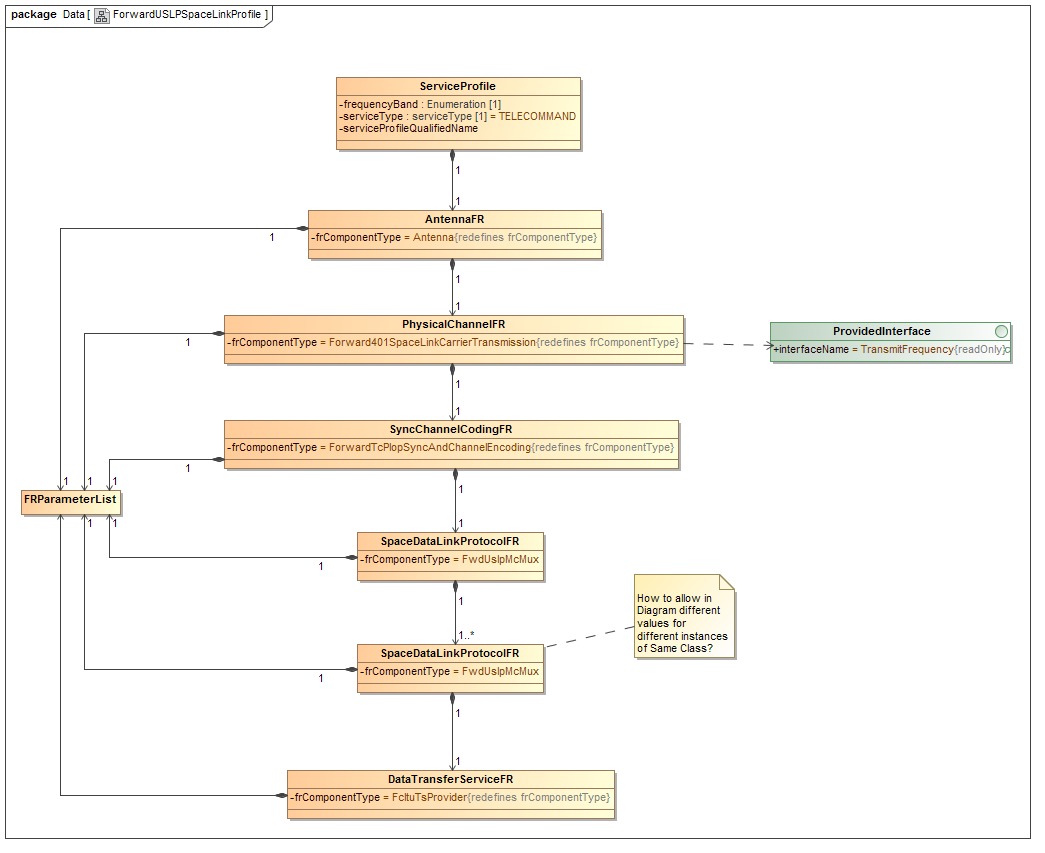 package Data [ ForwardUSLPSpaceLinkProfile ]
ServiceProfile
-frequencyBand : Enumeration [1]
-serviceType : serviceType [1] = TELECOMMAND
-serviceProfileQualifiedName
1
1
AntennaFR
-frComponentType = Antenna{redefines frComponentType}
1
1
1
PhysicalChannelFR
-frComponentType = Forward401SpaceLinkCarrierTransmission{redefines frComponentType}
ProvidedInterface
+interfaceName = TransmitFrequency{readOnly}
1
1
1
SyncChannelCodingFR
-frComponentType = ForwardTcPlopSyncAndChannelEncoding{redefines frComponentType}
1
1
1
1
1
FRParameterList
1
1
1
SpaceDataLinkProtocolFR
-frComponentType = FwdUslpMcMux
1
1
1..*
How to allow in
Diagram different
values for
different instances
of Same Class?
SpaceDataLinkProtocolFR
-frComponentType = FwdUslpMcMux
1
1
1
DataTransferServiceFR
-frComponentType = FcltuTsProvider{redefines frComponentType}